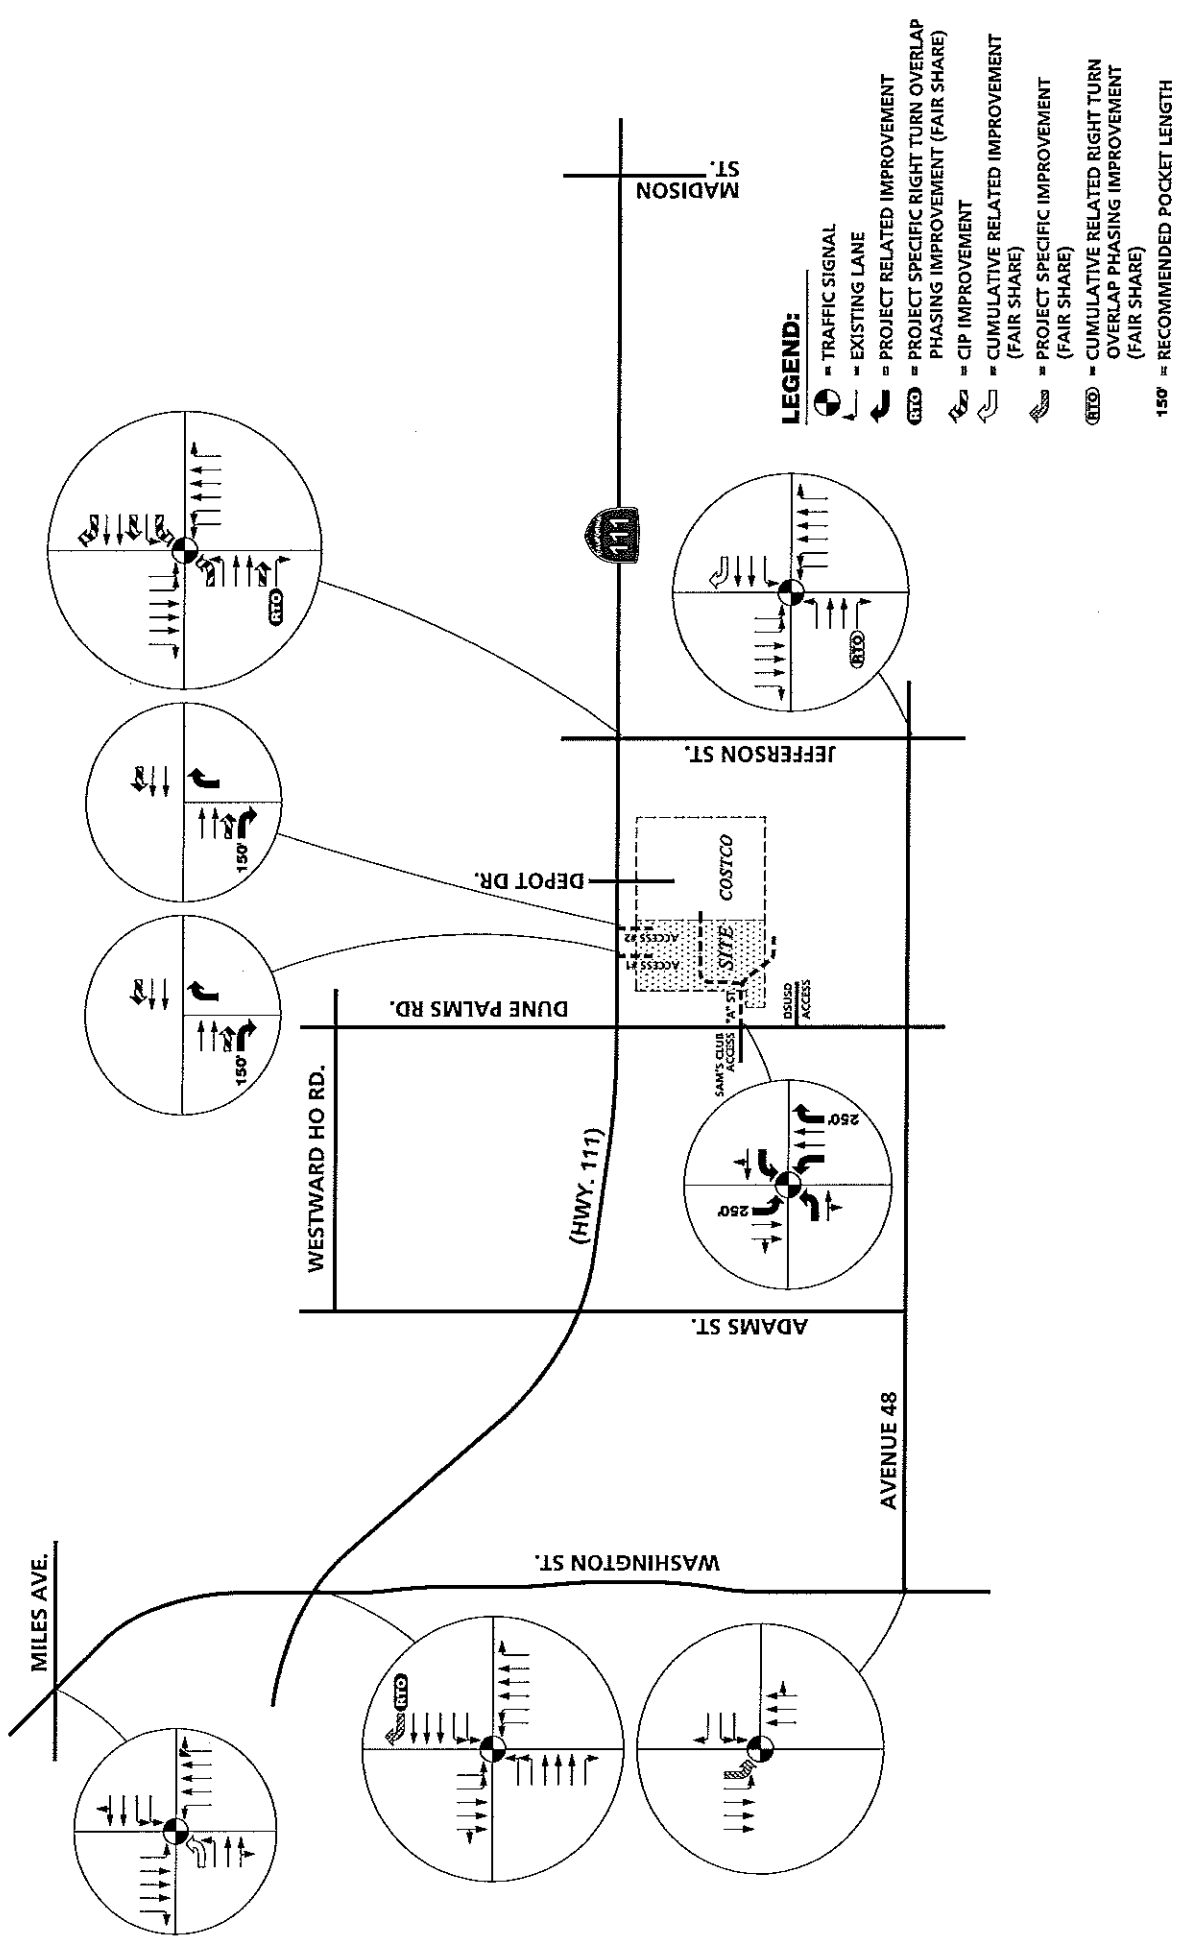 MILES AVE.
WASHINGTON ST.
AVENUE 48
ADAMS ST.
WESTWARD HO RD.
(HWY. 111)
DUNE PALMS RD.
SAM'S CLUB
ACCESS
"A" ST.
DSUSD
ACCESS
ACCESS #1
ACCESS #2
SITE
COSTCO
DEPOT DR.
JEFFERSON ST.
111
MADISON
ST.
RTO
250'
250'
150'
150'
RTO
RTO
LEGEND:
= TRAFFIC SIGNAL
= EXISTING LANE
= PROJECT RELATED IMPROVEMENT
RTO = PROJECT SPECIFIC RIGHT TURN OVERLAP
PHASING IMPROVEMENT (FAIR SHARE)
= CIP IMPROVEMENT
= CUMULATIVE RELATED IMPROVEMENT
(FAIR SHARE)
= PROJECT SPECIFIC IMPROVEMENT
(FAIR SHARE)
RTO = CUMULATIVE RELATED RIGHT TURN
OVERLAP PHASING IMPROVEMENT
(FAIR SHARE)
150' = RECOMMENDED POCKET LENGTH